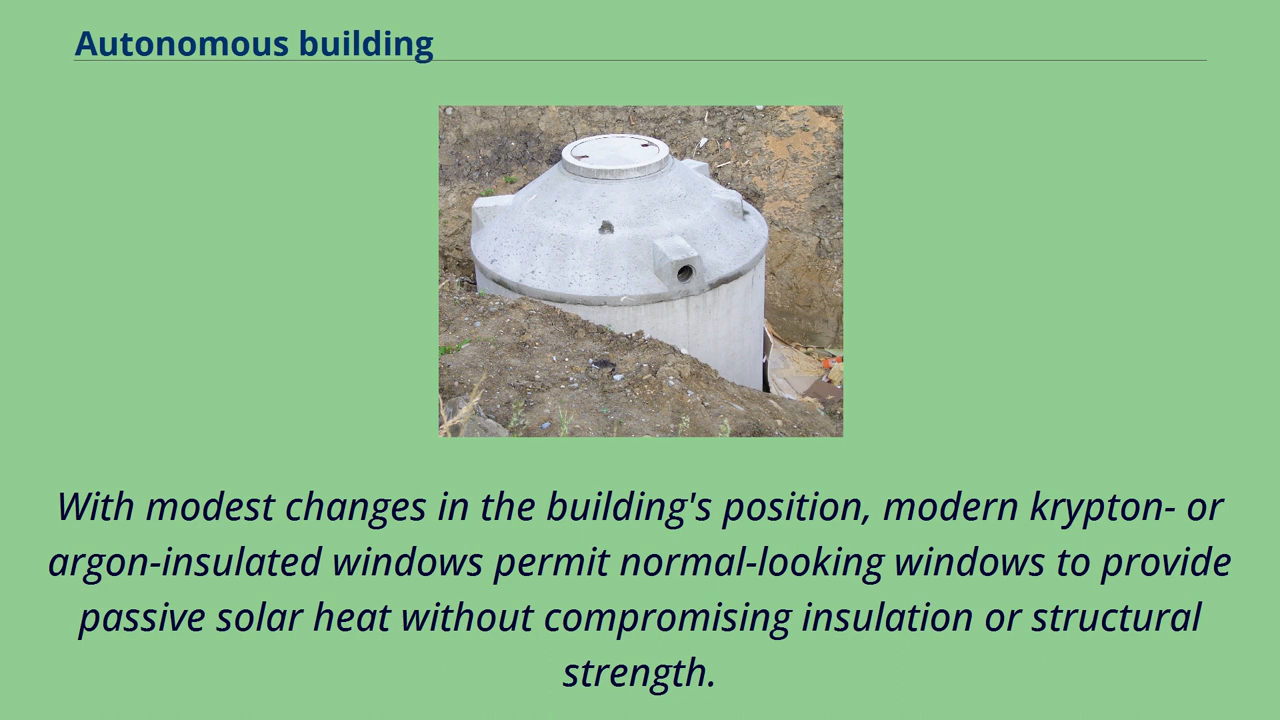 Autonomous building
With modest changes in the building's position, modern krypton- or
argon-insulated windows permit normal-looking windows to provide
passive solar heat without compromising insulation or structural
strength.